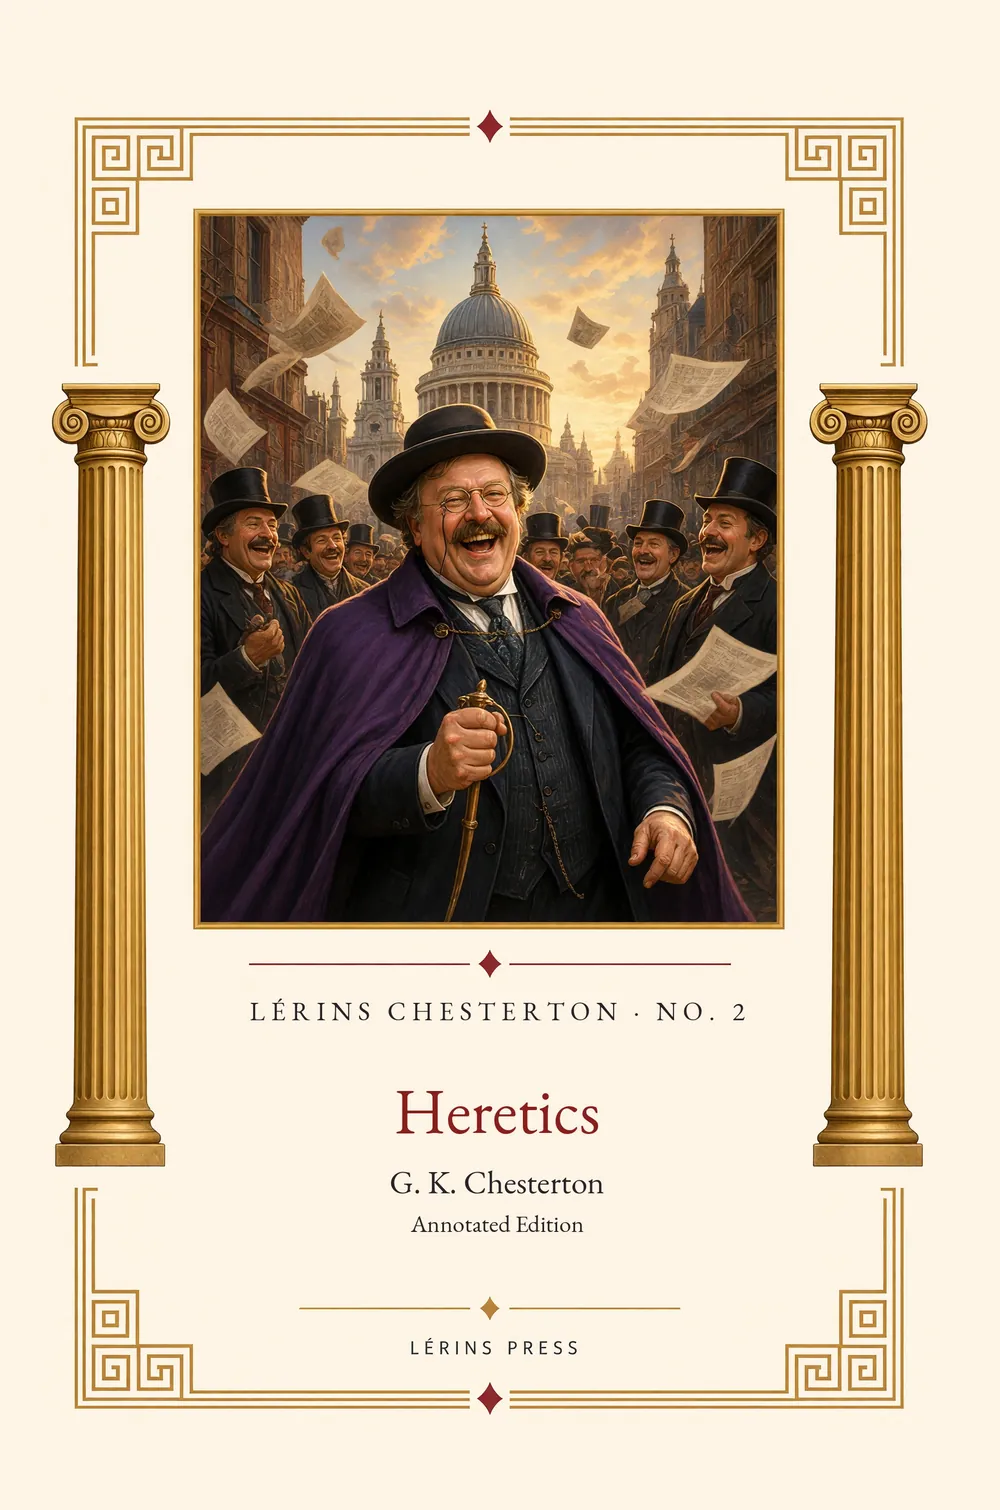 LÉRINS CHESTERTON · NO. 2
Heretics
G. K. Chesterton
Annotated Edition
LÉRINS PRESS